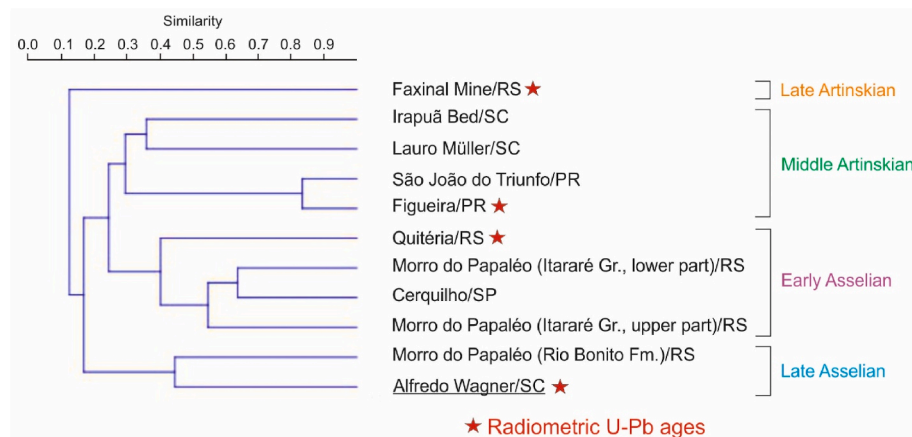 Similarity
0.0 0.1 0.2 0.3 0.4 0.5 0.6 0.7 0.8 0.9
Faxinal Mine/RS
Late Artinskian
Irapuã Bed/SC
Lauro Müller/SC
Middle Artinskian
São João do Triunfo/PR
Figueira/PR
Quitéria/RS
Morro do Papaléo (Itararé Gr., lower part)/RS
Early Asselian
Cerquilho/SP
Morro do Papaléo (Itararé Gr., upper part)/RS
Morro do Papaléo (Rio Bonito Fm.)/RS
Late Asselian
Alfredo Wagner/SC
Radiometric U-Pb ages